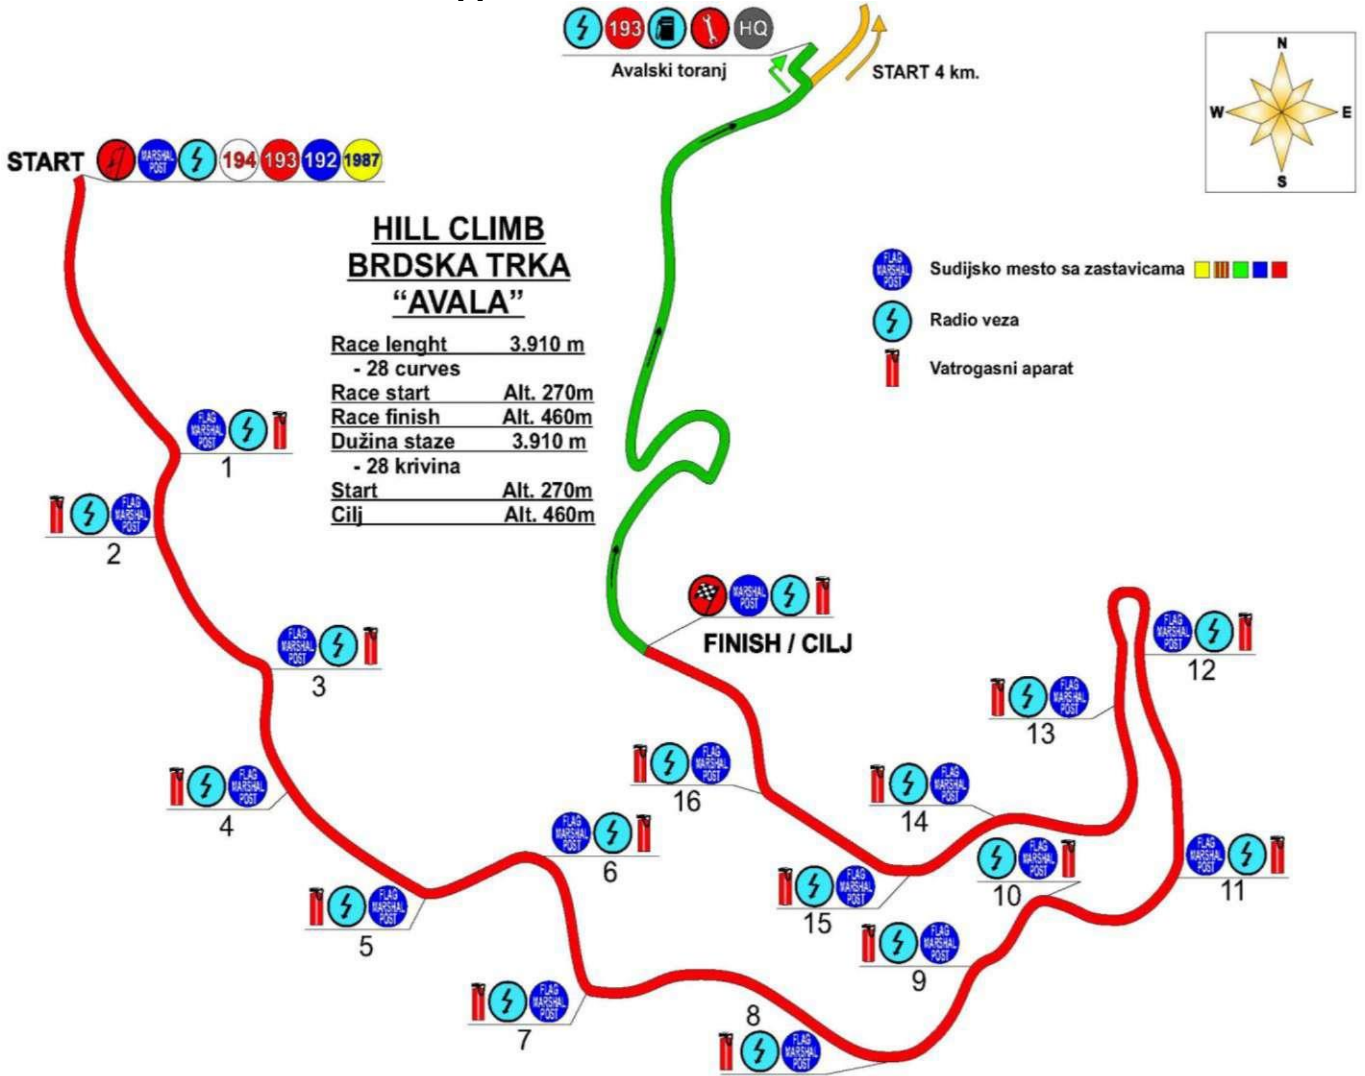 193 HQ
Avalski toranj
START 4 km.
N
W E
S
START MARSHAL POST 194 193 192 1987
HILL CLIMB
BRDSKA TRKA
“AVALA”
Race lenght 3.910 m
- 28 curves
Race start Alt. 270m
Race finish Alt. 460m
Dužina staze 3.910 m
- 28 krivina
Start Alt. 270m
Cilj Alt. 460m
FLAG MARSHAL POST Sudijsko mesto sa zastavicama
Radio veza
Vatrogasni aparat
FLAG MARSHAL POST
1
FLAG MARSHAL POST
2
FLAG MARSHAL POST
3
FLAG MARSHAL POST
4
FLAG MARSHAL POST
5
FLAG MARSHAL POST
6
FLAG MARSHAL POST
7
8
FLAG MARSHAL POST
FLAG MARSHAL POST
9
FLAG MARSHAL POST
10
FLAG MARSHAL POST
11
FLAG MARSHAL POST
12
FLAG MARSHAL POST
13
FLAG MARSHAL POST
14
FLAG MARSHAL POST
15
FLAG MARSHAL POST
16
MARSHAL POST
FINISH / CILJ